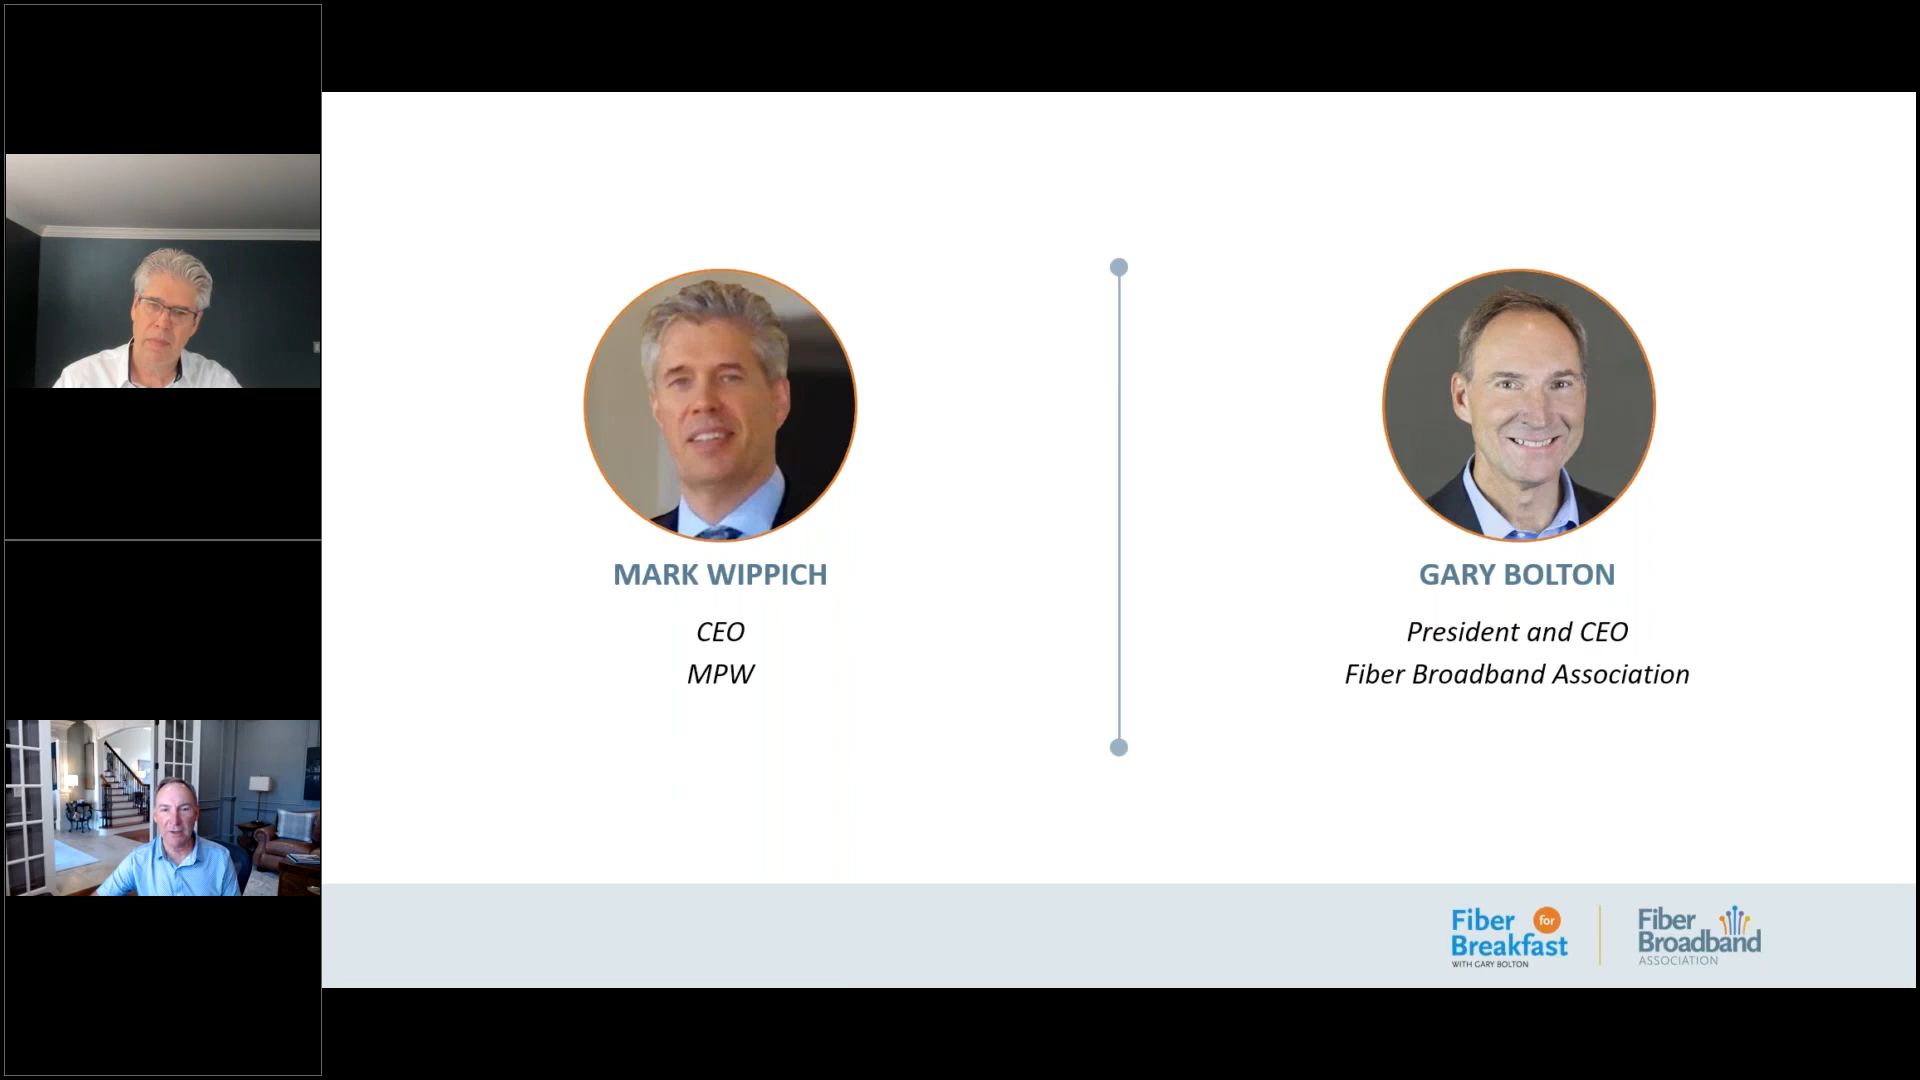 MARK WIPPICH
CEO
MPW
GARY BOLTON
President and CEO
Fiber Broadband Association
Fiber for
Breakfast
WITH GARY BOLTON
Fiber
Broadband
ASSOCIATION